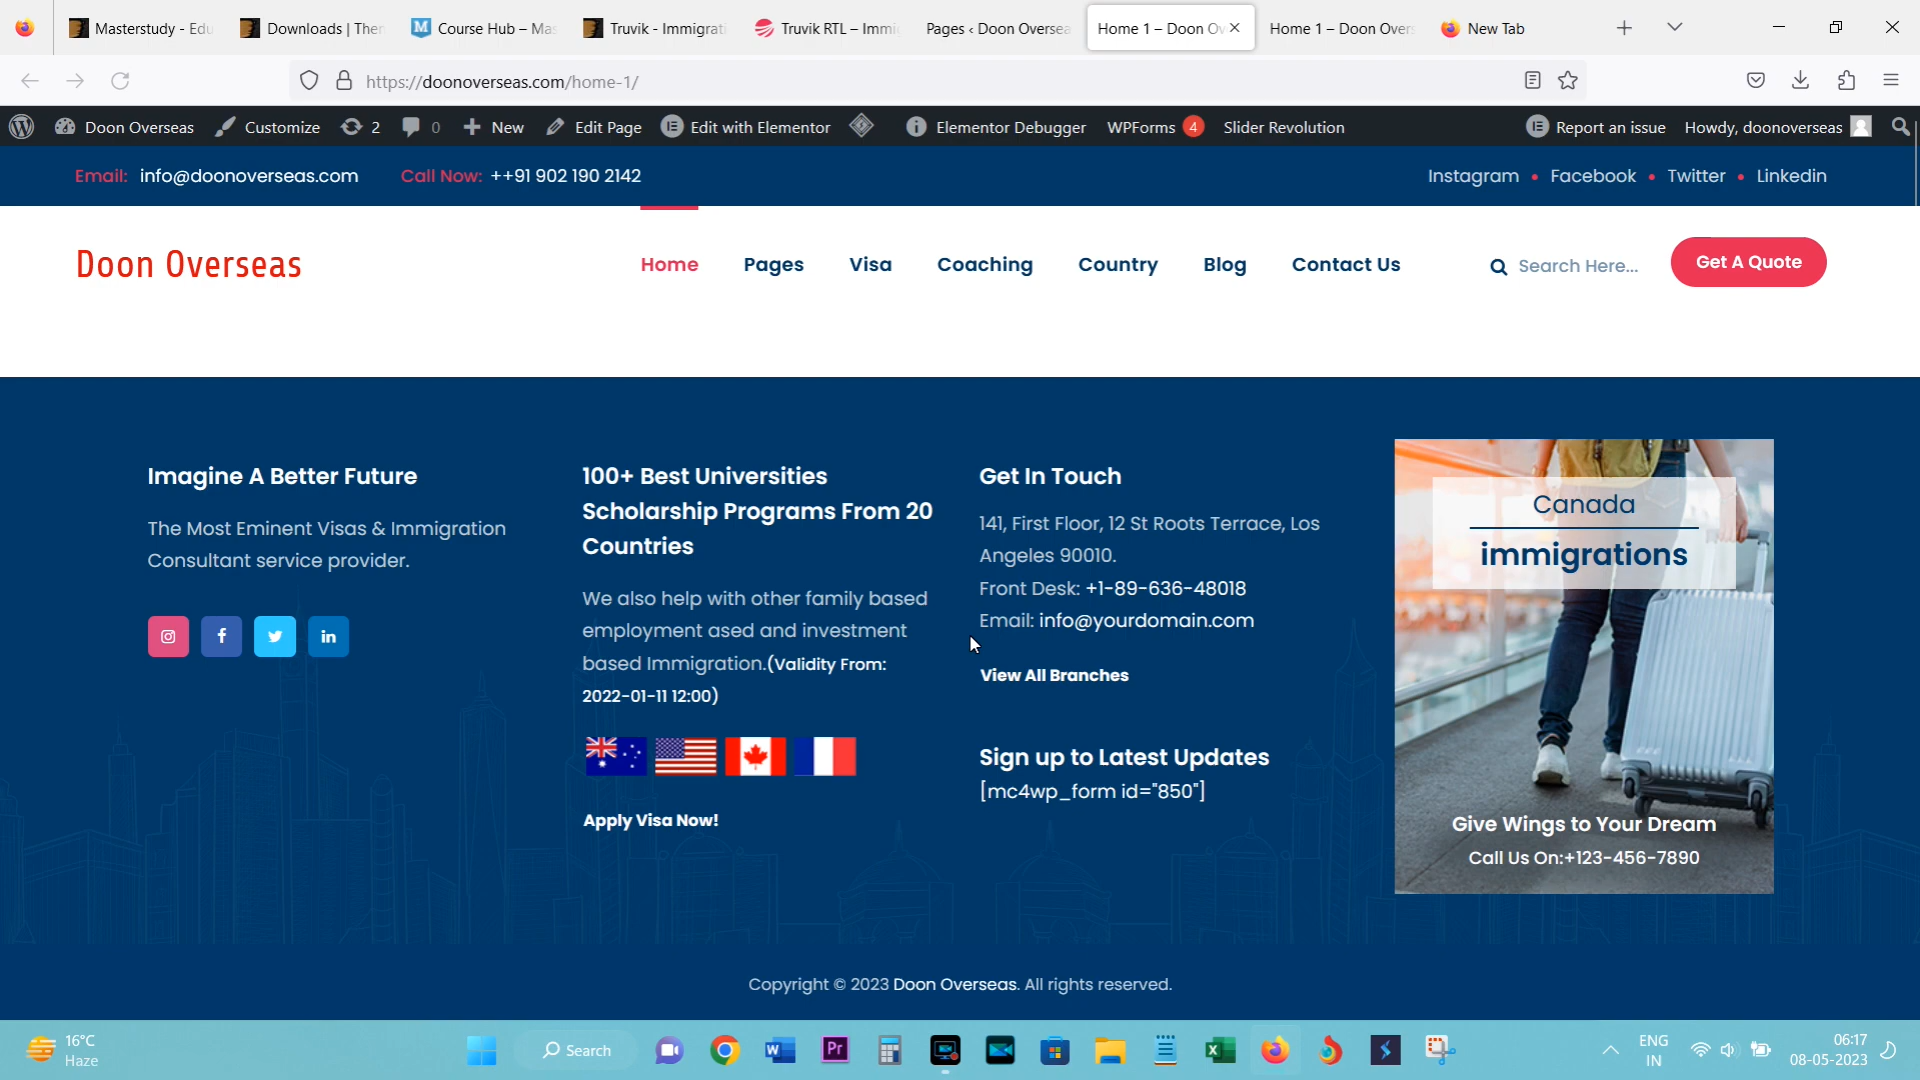 Masterstudy - Edu
Downloads | Them
Course Hub – Mas
Truvik - Immigrati
Truvik RTL – Immi
Pages ‹ Doon Oversea
Home 1 – Doon Ov
Home 1 – Doon Overs
New Tab
https://doonoverseas.com/home-1/
Doon Overseas
Customize
2
0
New
Edit Page
Edit with Elementor
Elementor Debugger
WPForms 4
Slider Revolution
Report an issue
Howdy, doonoverseas
Email: info@doonoverseas.com
Call Now: ++91 902 190 2142
Instagram • Facebook • Twitter • Linkedin
Doon Overseas
Home
Pages
Visa
Coaching
Country
Blog
Contact Us
Search Here...
Get A Quote
Imagine A Better Future
The Most Eminent Visas & Immigration
Consultant service provider.
100+ Best Universities
Scholarship Programs From 20
Countries
We also help with other family based
employment ased and investment
based Immigration.(Validity From:
2022-01-11 12:00)
Apply Visa Now!
Get In Touch
141, First Floor, 12 St Roots Terrace, Los
Angeles 90010.
Front Desk: +1-89-636-48018
Email: info@yourdomain.com
View All Branches
Sign up to Latest Updates
[mc4wp_form id="850"]
Canada
immigrations
Give Wings to Your Dream
Call Us On:+123-456-7890
Copyright © 2023 Doon Overseas. All rights reserved.
16°C
Haze
Search
ENG
IN
06:17
08-05-2023